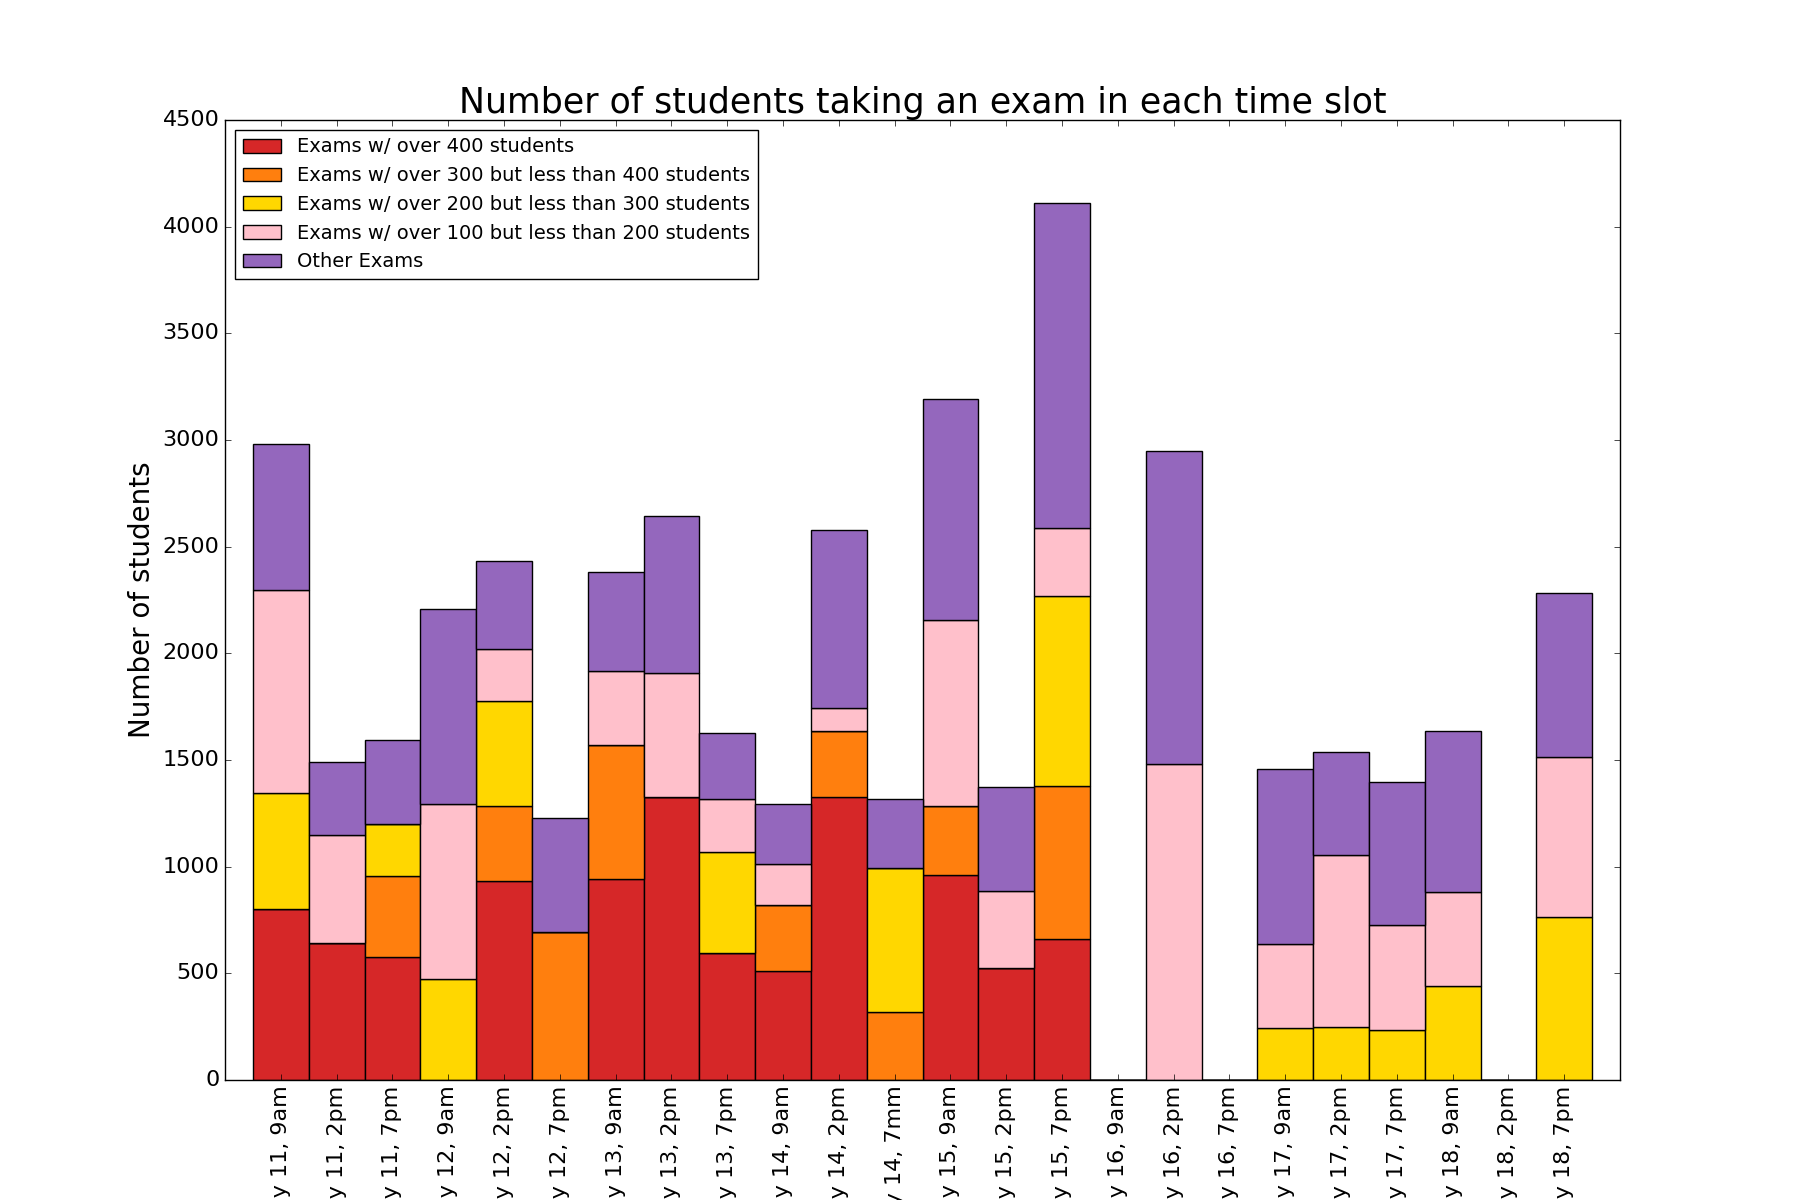 Number of students taking an exam in each time slot
Number of students
4500
4000
3500
3000
2500
2000
1500
1000
500
0
Exams w/ over 400 students
Exams w/ over 300 but less than 400 students
Exams w/ over 200 but less than 300 students
Exams w/ over 100 but less than 200 students
Other Exams
y 11, 9am
y 11, 2pm
y 11, 7pm
y 12, 9am
y 12, 2pm
y 12, 7pm
y 13, 9am
y 13, 2pm
y 13, 7pm
y 14, 9am
y 14, 2pm
y 14, 7mm
y 15, 9am
y 15, 2pm
y 15, 7pm
y 16, 9am
y 16, 2pm
y 16, 7pm
y 17, 9am
y 17, 2pm
y 17, 7pm
y 18, 9am
y 18, 2pm
y 18, 7pm